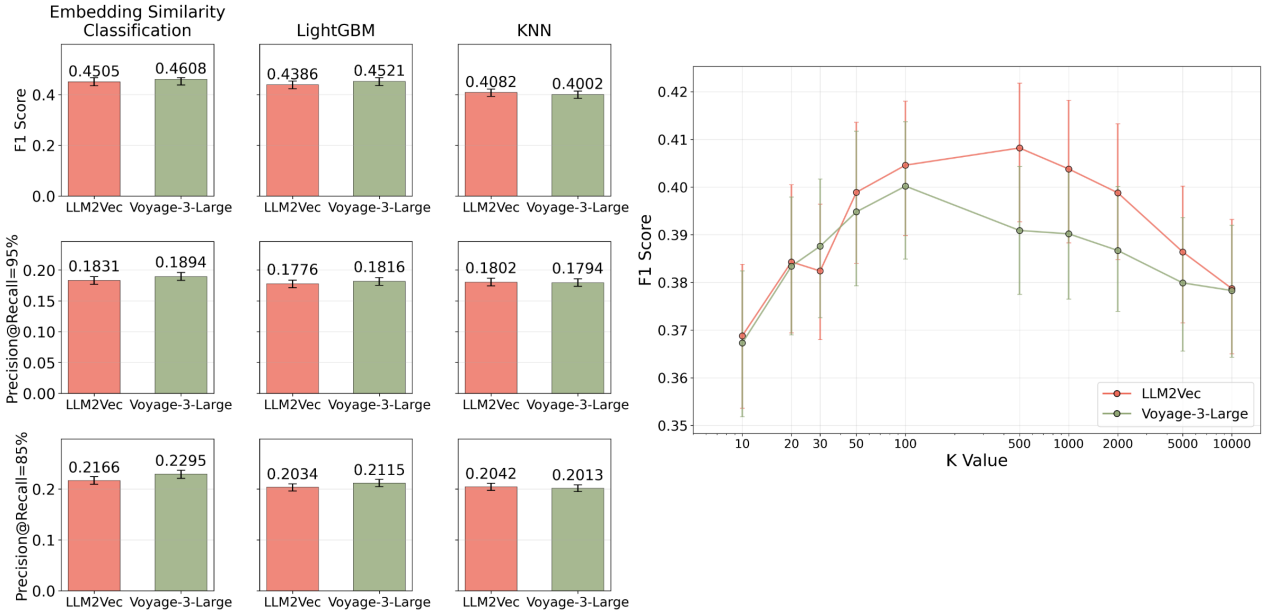 Embedding Similarity
Classification
LightGBM
KNN
F1 Score
0.4
0.2
0.0
0.4505
0.4608
LLM2Vec
Voyage-3-Large
0.4386
0.4521
LLM2Vec
Voyage-3-Large
0.4082
0.4002
LLM2Vec
Voyage-3-Large
Precision@Recall=95%
0.20
0.15
0.10
0.05
0.00
0.1831
0.1894
LLM2Vec
Voyage-3-Large
0.1776
0.1816
LLM2Vec
Voyage-3-Large
0.1802
0.1794
LLM2Vec
Voyage-3-Large
Precision@Recall=85%
0.2
0.1
0.0
0.2166
0.2295
LLM2Vec
Voyage-3-Large
0.2034
0.2115
LLM2Vec
Voyage-3-Large
0.2042
0.2013
LLM2Vec
Voyage-3-Large
F1 Score
0.42
0.41
0.40
0.39
0.38
0.37
0.36
0.35
LLM2Vec
Voyage-3-Large
10
20
30
50
100
500
1000
2000
5000
10000
K Value